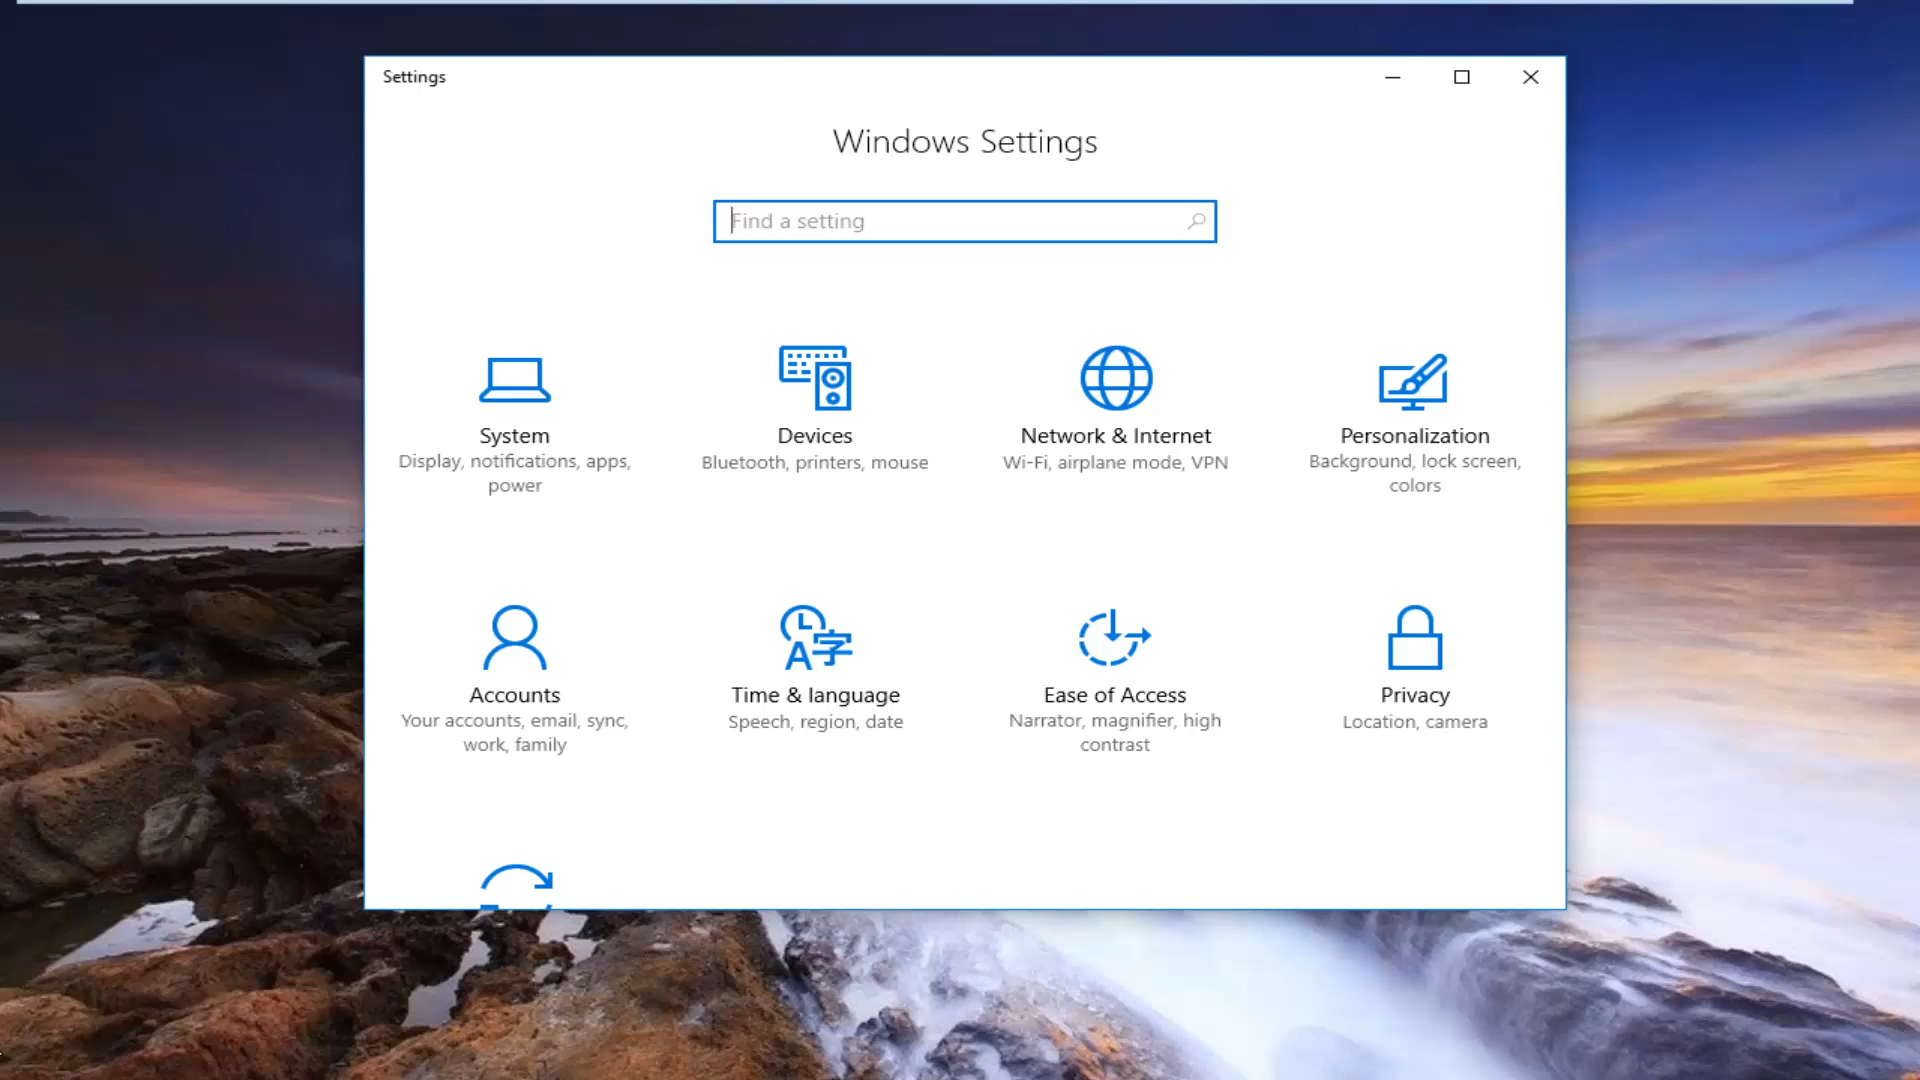 Settings
Windows Settings
Find a setting
System
Display, notifications, apps,
power
Devices
Bluetooth, printers, mouse
Network & Internet
Wi-Fi, airplane mode, VPN
Personalization
Background, lock screen,
colors
Accounts
Your accounts, email, sync,
work, family
Time & language
Speech, region, date
Ease of Access
Narrator, magnifier, high
contrast
Privacy
Location, camera